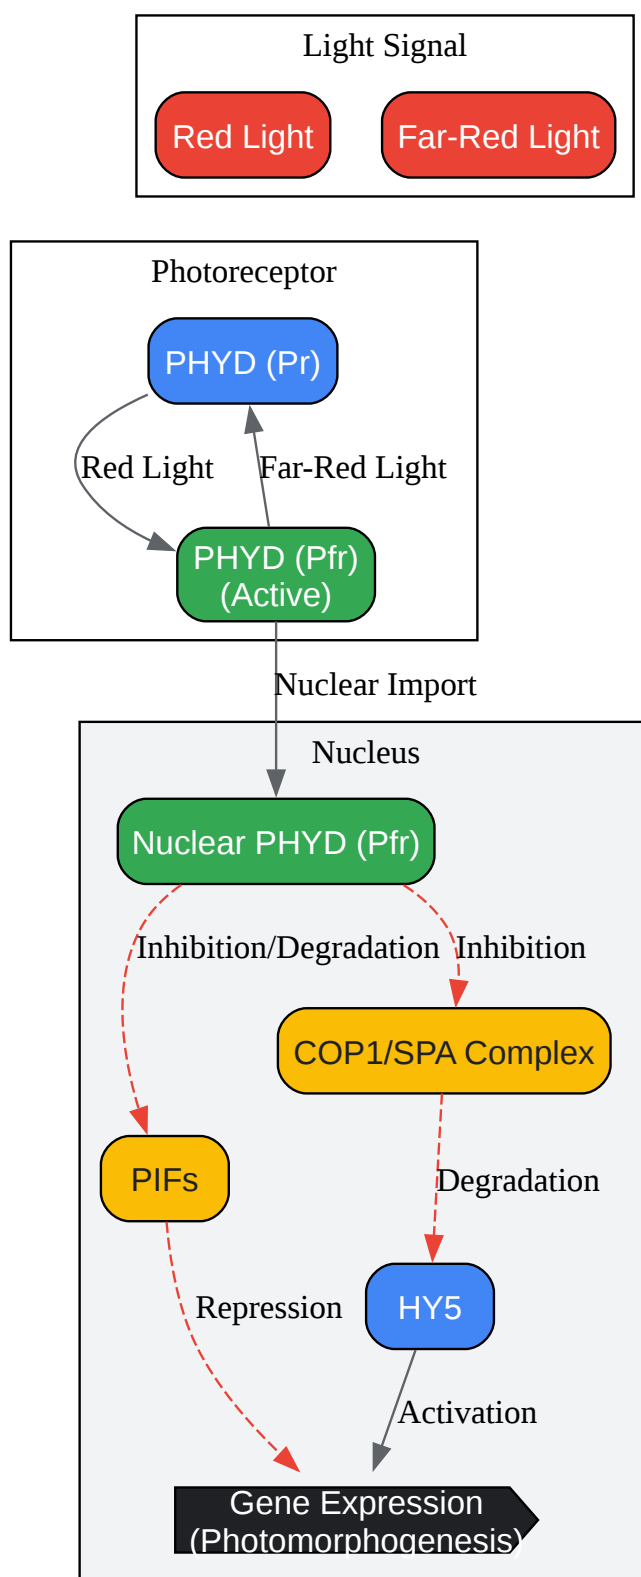 Light Signal
Red Light
Far-Red Light
Photoreceptor
PHYD (Pr)
Red Light
Far-Red Light
PHYD (Pfr)
(Active)
Nuclear Import
Nucleus
Nuclear PHYD (Pfr)
Inhibition/Degradation
Inhibition
COP1/SPA Complex
PIFs
Degradation
Repression
HY5
Activation
Gene Expression
(Photomorphogenesis)